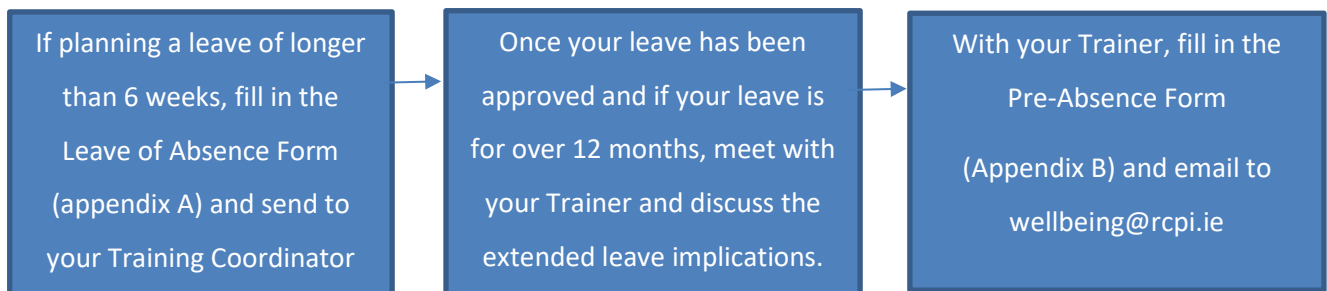 If planning a leave of longer
than 6 weeks, fill in the
Leave of Absence Form
(appendix A) and send to
your Training Coordinator
Once your leave has been
approved and if your leave is
for over 12 months, meet with
your Trainer and discuss the
extended leave implications.
With your Trainer, fill in the
Pre-Absence Form
(Appendix B) and email to
wellbeing@rcpi.ie